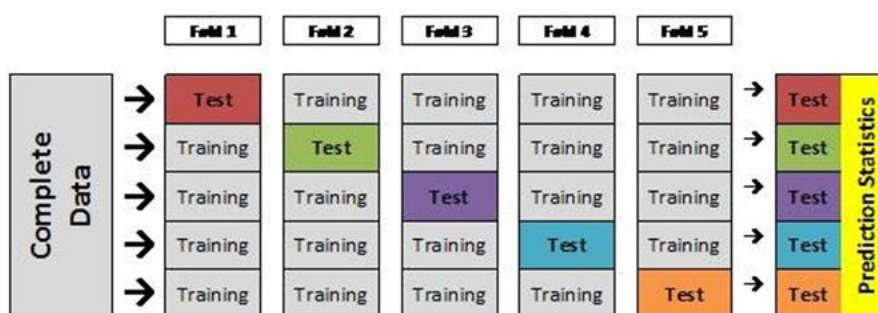 Fold 1 Fold 2 Fold 3 Fold 4 Fold 5
Complete Data
Test Training Training Training Training Test
Training Test Training Training Training Test
Training Training Test Training Training Test
Training Training Training Test Training Test
Training Training Training Training Test Test
Prediction Statistics